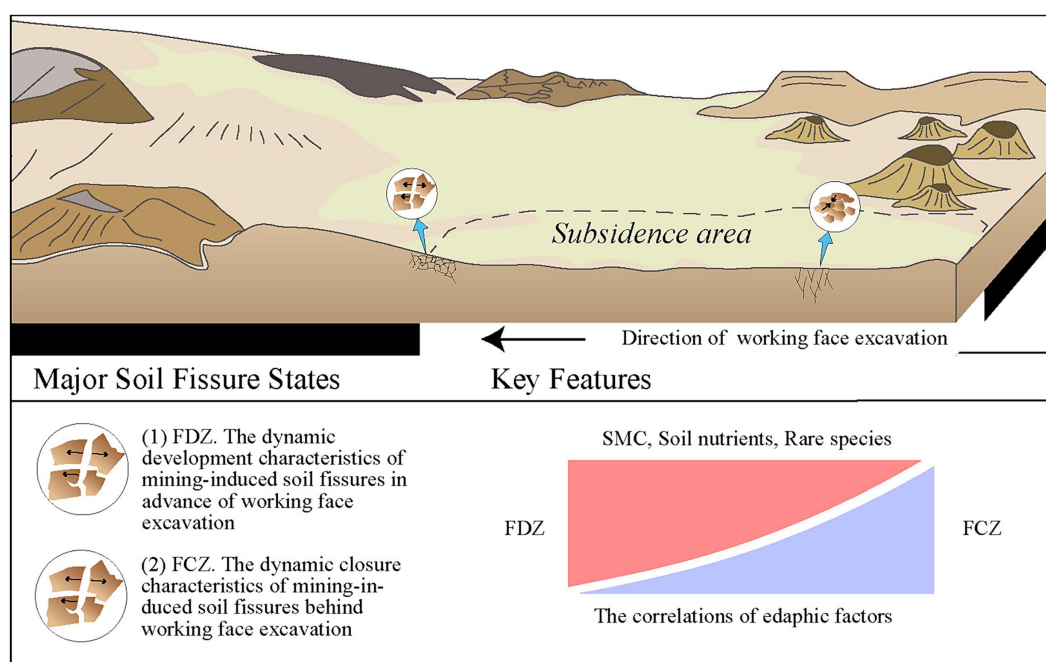 Subsidence area
Direction of working face excavation
Major Soil Fissure States
Key Features
(1) FDZ. The dynamic
development characteristics of
mining-induced soil fissures in
advance of working face
excavation
(2) FCZ. The dynamic closure
characteristics of mining-in-
duced soil fissures behind
working face excavation
SMC, Soil nutrients, Rare species
FDZ
FCZ
The correlations of edaphic factors